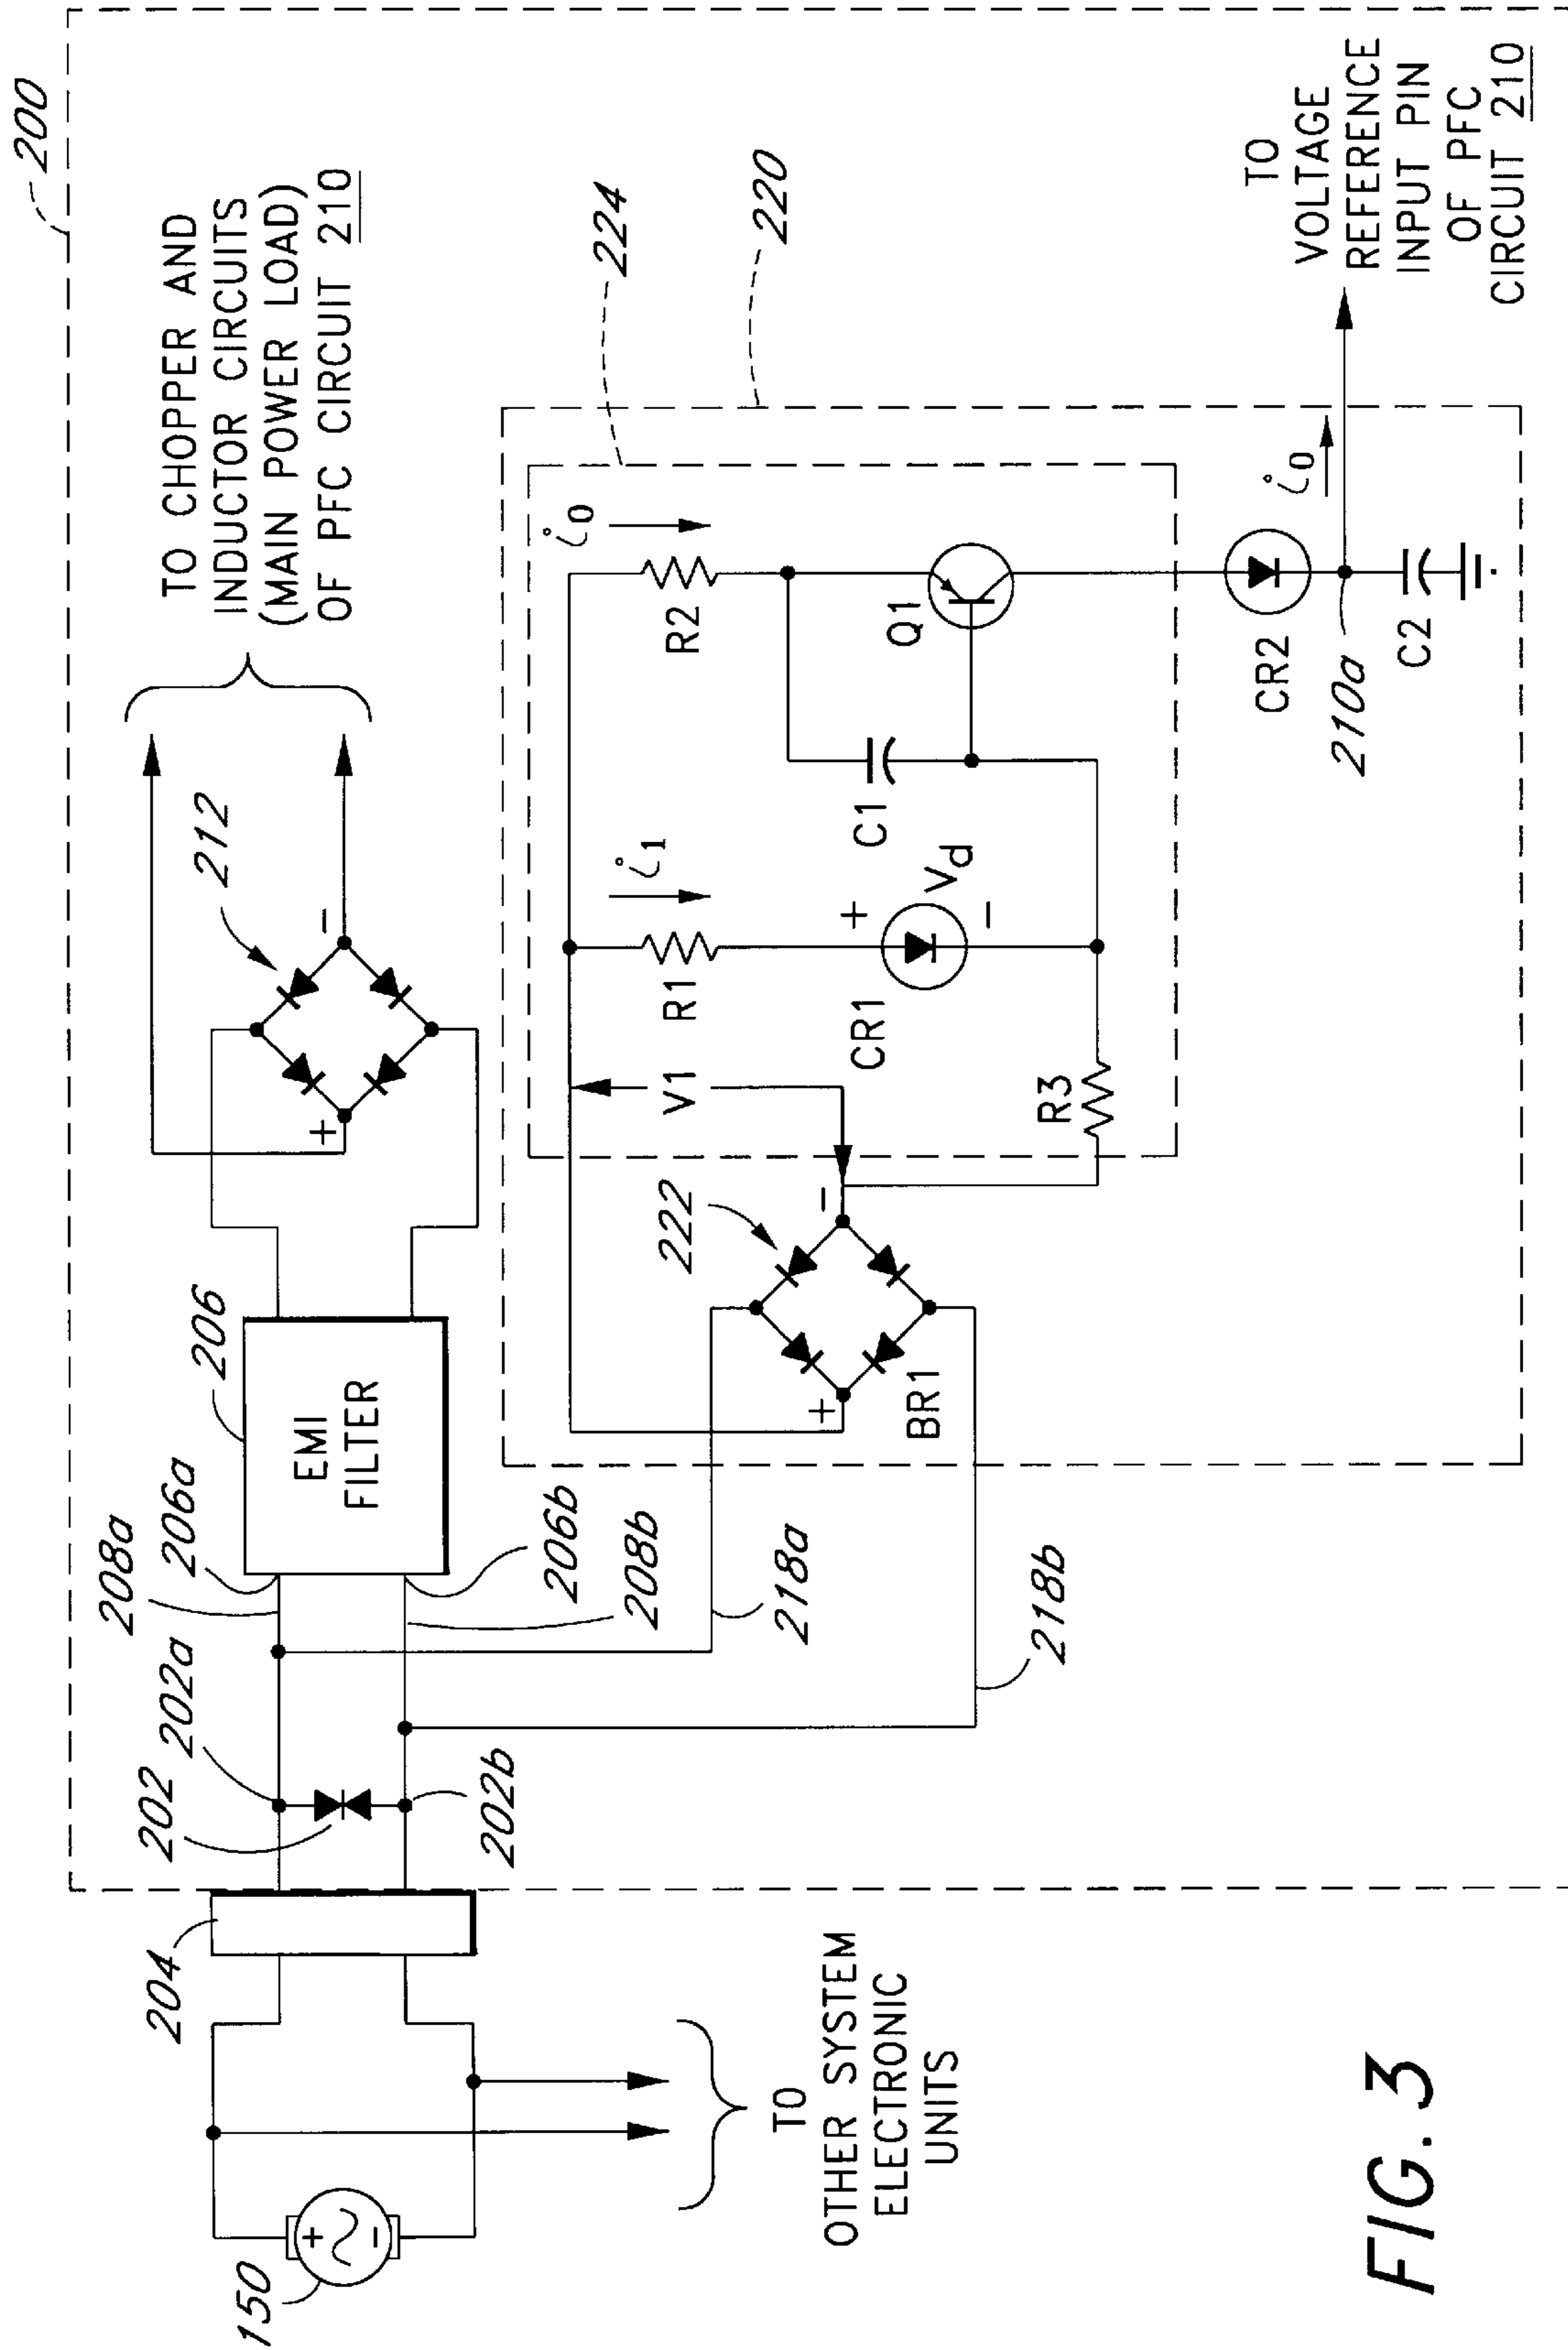 200
TO CHOPPER AND
INDUCTOR CIRCUITS
(MAIN POWER LOAD)
OF PFC CIRCUIT 210
212
+
-
206
EMI
FILTER
208a
206a
206b
208b
202
202a
202b
204
150
+
-
TO
OTHER SYSTEM
ELECTRONIC
UNITS
218a
218b
220
224
222
+
-
BR1
V1
R1
i1
CR1
+
Vd
-
R3
C1
R2
i0
Q1
CR2
210a
C2
i0
TO
VOLTAGE
REFERENCE
INPUT PIN
OF PFC
CIRCUIT 210
FIG. 3